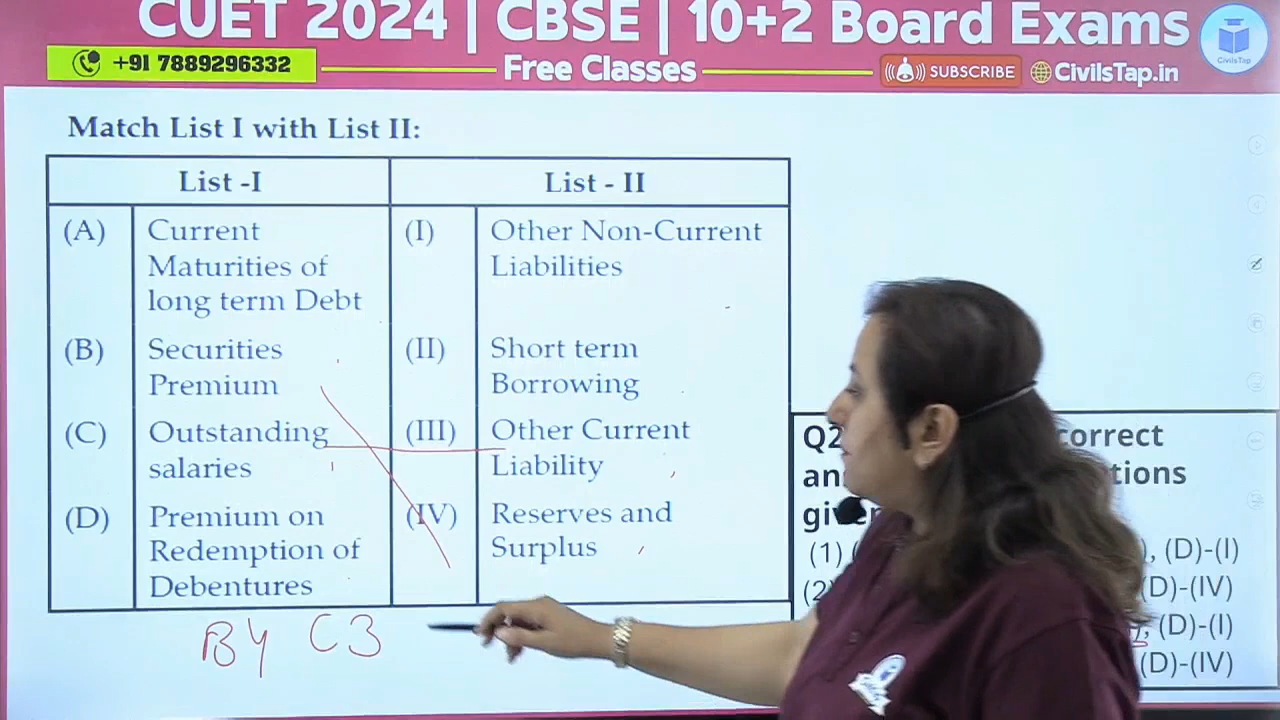 CUET 2024 | CBSE | 10+2 Board Exams
+91 7889296332
Free Classes
SUBSCRIBE
CivilsTap.in
CivilsTap
Match List I with List II:
List -I
List - II
(A)
Current
Maturities of
long term Debt
(I)
Other Non-Current
Liabilities
(B)
Securities
Premium
(II)
Short term
Borrowing
(C)
Outstanding
salaries
(III)
Other Current
Liability
(D)
Premium on
Redemption of
Debentures
(IV)
Reserves and
Surplus
B4 C3
correct
(1)
, (D)-(I)
(D)-(IV)
, (D)-(I)
(D)-(IV)